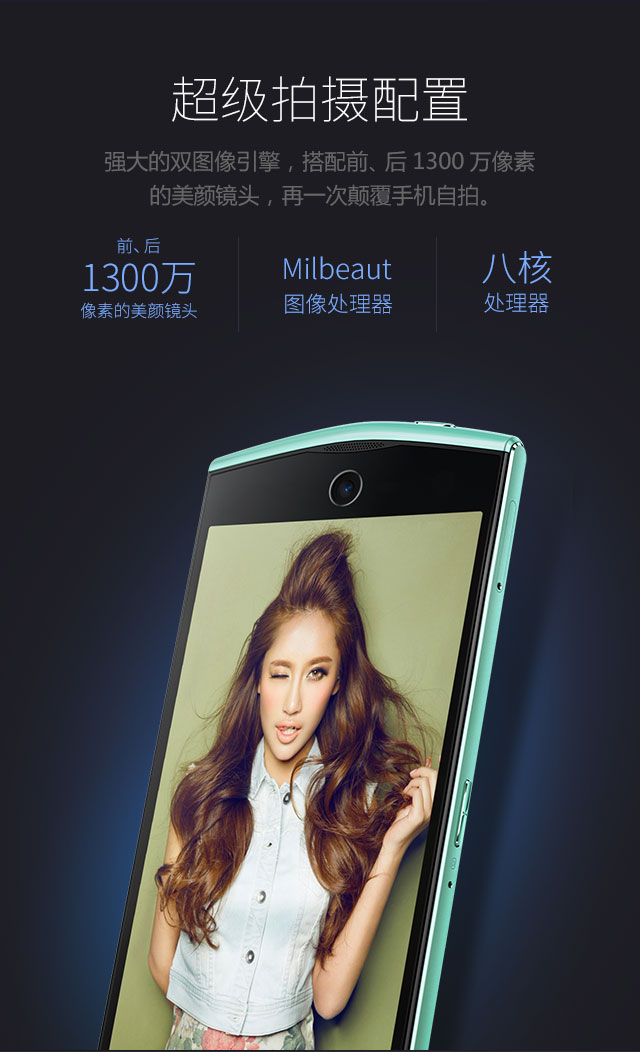 超级拍摄配置
强大的双图像引擎，搭配前、后 1300 万像素
的美颜镜头，再一次颠覆手机自拍。
前、后
1300万
像素的美颜镜头
Milbeaut
图像处理器
八核
处理器